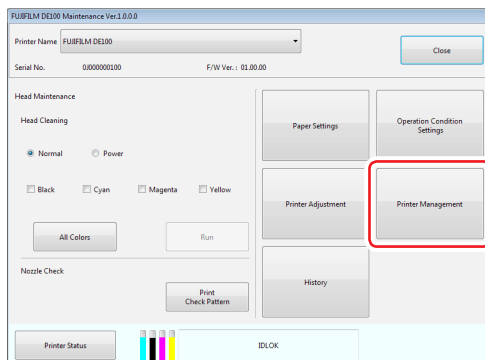 FUJIFILM DE100 Maintenance Ver.1.0.0.0
Printer Name FUJIFILM DE100
Close
Serial No. 0J000000100 F/W Ver. : 01.00.00
Head Maintenance
Head Cleaning
Normal Power
Black Cyan Magenta Yellow
All Colors Run
Nozzle Check
Print
Check Pattern
Paper Settings
Operation Condition
Settings
Printer Adjustment
Printer Management
History
Printer Status
IDLOK